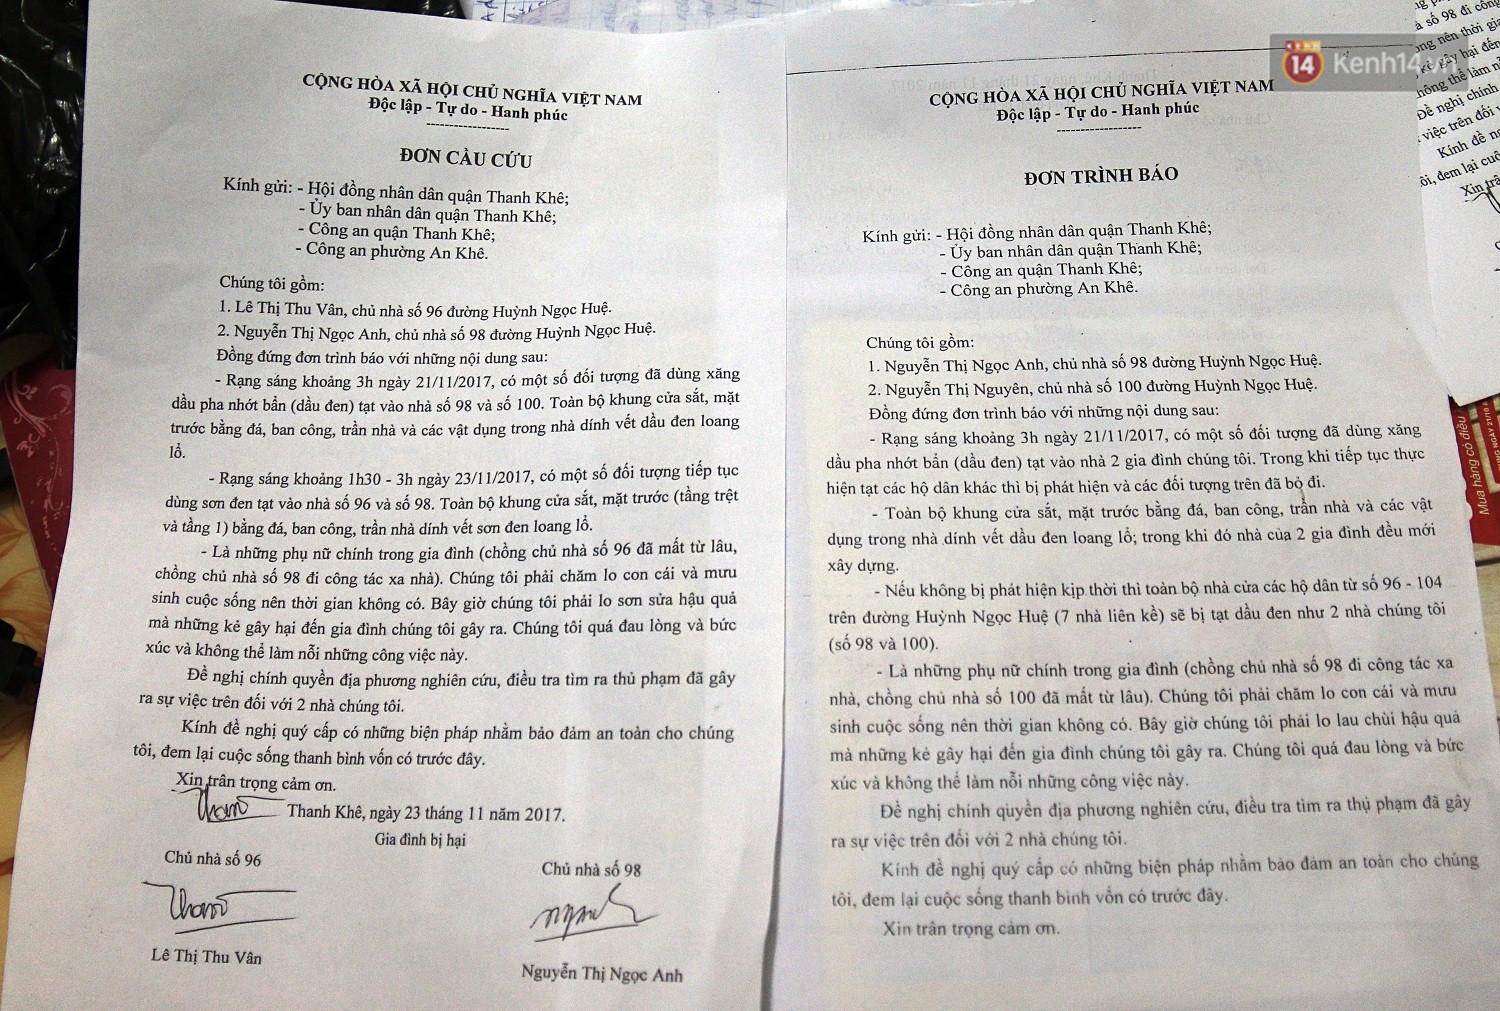 CỘNG HÒA XÃ HỘI CHỦ NGHĨA VIỆT NAM
Độc lập - Tự do - Hạnh phúc
-------------------
ĐƠN CẦU CỨU
Kính gửi: - Hội đồng nhân dân quận Thanh Khê;
- Ủy ban nhân dân quận Thanh Khê;
- Công an quận Thanh Khê;
- Công an phường An Khê.
Chúng tôi gồm:
1. Lê Thị Thu Vân, chủ nhà số 96 đường Huỳnh Ngọc Huệ.
2. Nguyễn Thị Ngọc Anh, chủ nhà số 98 đường Huỳnh Ngọc Huệ.
Đồng đứng đơn trình báo với những nội dung sau:
- Rạng sáng khoảng 3h ngày 21/11/2017, có một số đối tượng đã dùng xăng
dầu pha nhớt bẩn (dầu đen) tạt vào nhà số 98 và số 100. Toàn bộ khung cửa sắt, mặt
trước bằng đá, ban công, trần nhà và các vật dụng trong nhà dính vết dầu đen loang
lổ.
- Rạng sáng khoảng 1h30 - 3h ngày 23/11/2017, có một số đối tượng tiếp tục
dùng sơn đen tạt vào nhà số 96 và số 98. Toàn bộ khung cửa sắt, mặt trước (tầng trệt
và tầng 1) bằng đá, ban công, trần nhà dính vết sơn đen loang lổ.
- Là những phụ nữ chính trong gia đình (chồng chủ nhà số 96 đã mất từ lâu,
chồng chủ nhà số 98 đi công tác xa nhà). Chúng tôi phải chăm lo con cái và mưu
sinh cuộc sống nên thời gian không có. Bây giờ chúng tôi phải lo sơn sửa hậu quả
mà những kẻ gây hại đến gia đình chúng tôi gây ra. Chúng tôi quá đau lòng và bức
xúc và không thể làm nỗi những công việc này.
Đề nghị chính quyền địa phương nghiên cứu, điều tra tìm ra thủ phạm đã gây
ra sự việc trên đối với 2 nhà chúng tôi.
Kính đề nghị quý cấp có những biện pháp nhằm bảo đảm an toàn cho chúng
tôi, đem lại cuộc sống thanh bình vốn có trước đây.
Xin trân trọng cảm ơn.
Thanh Khê, ngày 23 tháng 11 năm 2017.
Gia đình bị hại
Chủ nhà số 96
Chủ nhà số 98
Lê Thị Thu Vân
Nguyễn Thị Ngọc Anh
CỘNG HÒA XÃ HỘI CHỦ NGHĨA VIỆT NAM
Độc lập - Tự do - Hạnh phúc
-------------------
ĐƠN TRÌNH BÁO
Kính gửi: - Hội đồng nhân dân quận Thanh Khê;
- Ủy ban nhân dân quận Thanh Khê;
- Công an quận Thanh Khê;
- Công an phường An Khê.
Chúng tôi gồm:
1. Nguyễn Thị Ngọc Anh, chủ nhà số 98 đường Huỳnh Ngọc Huệ.
2. Nguyễn Thị Nguyên, chủ nhà số 100 đường Huỳnh Ngọc Huệ.
Đồng đứng đơn trình báo với những nội dung sau:
- Rạng sáng khoảng 3h ngày 21/11/2017, có một số đối tượng đã dùng xăng
dầu pha nhớt bẩn (dầu đen) tạt vào nhà 2 gia đình chúng tôi. Trong khi tiếp tục thực
hiện tạt các hộ dân khác thì bị phát hiện và các đối tượng trên đã bỏ đi.
- Toàn bộ khung cửa sắt, mặt trước bằng đá, ban công, trần nhà và các vật
dụng trong nhà dính vết dầu đen loang lổ; trong khi đó nhà của 2 gia đình đều mới
xây dựng.
- Nếu không bị phát hiện kịp thời thì toàn bộ nhà cửa các hộ dân từ số 96 - 104
trên đường Huỳnh Ngọc Huệ (7 nhà liên kề) sẽ bị tạt dầu đen như 2 nhà chúng tôi
(số 98 và 100).
- Là những phụ nữ chính trong gia đình (chồng chủ nhà số 98 đi công tác xa
nhà, chồng chủ nhà số 100 đã mất từ lâu). Chúng tôi phải chăm lo con cái và mưu
sinh cuộc sống nên thời gian không có. Bây giờ chúng tôi phải lo lau chùi hậu quả
mà những kẻ gây hại đến gia đình chúng tôi gây ra. Chúng tôi quá đau lòng và bức
xúc và không thể làm nỗi những công việc này.
Đề nghị chính quyền địa phương nghiên cứu, điều tra tìm ra thủ phạm đã gây
ra sự việc trên đối với 2 nhà chúng tôi.
Kính đề nghị quý cấp có những biện pháp nhằm bảo đảm an toàn cho chúng
tôi, đem lại cuộc sống thanh bình vốn có trước đây.
Xin trân trọng cảm ơn.
14 Kenh14.vn
số 98 đi công
nên thời gi
kẻ gây hại đến
không thể làm
Đề nghị chính
việc trên đối v
Kính đề n
tôi, đem lại cuộ
Xin trâ
Mua hàng có điều